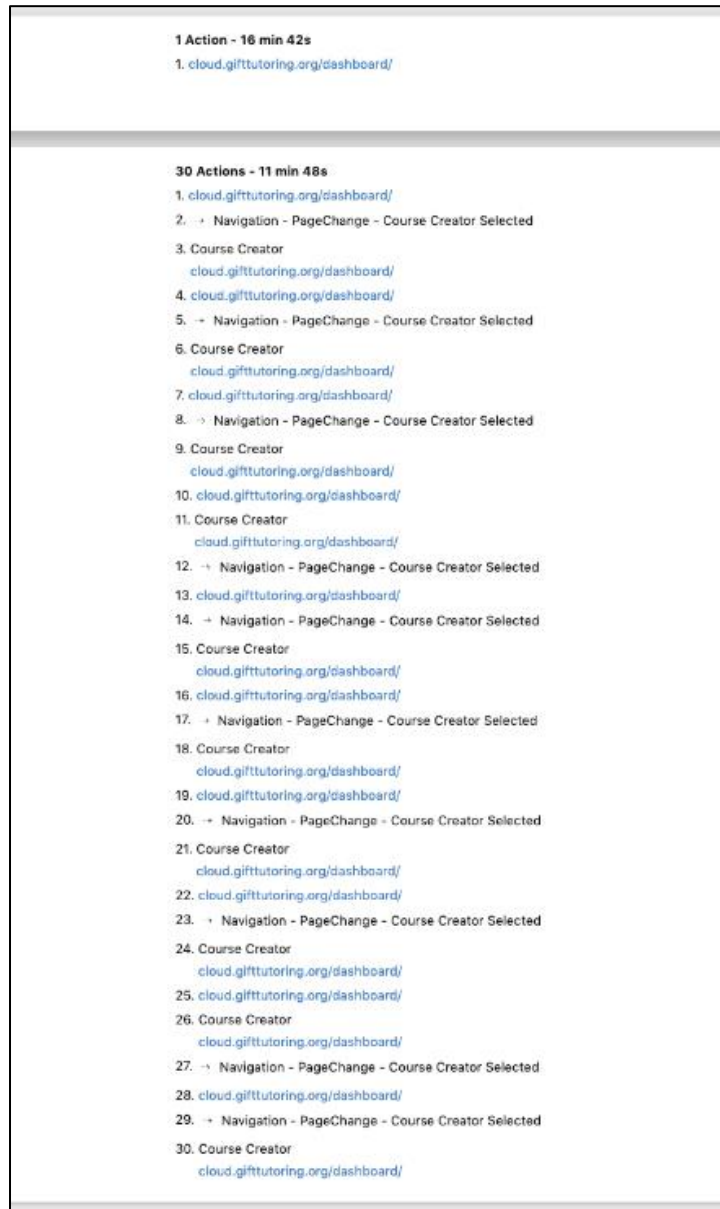 1 Action - 16 min 42s
1. cloud.gifttutoring.org/dashboard/
30 Actions - 11 min 48s
1. cloud.gifttutoring.org/dashboard/
2. → Navigation - PageChange - Course Creator Selected
3. Course Creator
cloud.gifttutoring.org/dashboard/
4. cloud.gifttutoring.org/dashboard/
5. → Navigation - PageChange - Course Creator Selected
6. Course Creator
cloud.gifttutoring.org/dashboard/
7. cloud.gifttutoring.org/dashboard/
8. → Navigation - PageChange - Course Creator Selected
9. Course Creator
cloud.gifttutoring.org/dashboard/
10. cloud.gifttutoring.org/dashboard/
11. Course Creator
cloud.gifttutoring.org/dashboard/
12. → Navigation - PageChange - Course Creator Selected
13. cloud.gifttutoring.org/dashboard/
14. → Navigation - PageChange - Course Creator Selected
15. Course Creator
cloud.gifttutoring.org/dashboard/
16. cloud.gifttutoring.org/dashboard/
17. → Navigation - PageChange - Course Creator Selected
18. Course Creator
cloud.gifttutoring.org/dashboard/
19. cloud.gifttutoring.org/dashboard/
20. → Navigation - PageChange - Course Creator Selected
21. Course Creator
cloud.gifttutoring.org/dashboard/
22. cloud.gifttutoring.org/dashboard/
23. → Navigation - PageChange - Course Creator Selected
24. Course Creator
cloud.gifttutoring.org/dashboard/
25. cloud.gifttutoring.org/dashboard/
26. Course Creator
cloud.gifttutoring.org/dashboard/
27. → Navigation - PageChange - Course Creator Selected
28. cloud.gifttutoring.org/dashboard/
29. → Navigation - PageChange - Course Creator Selected
30. Course Creator
cloud.gifttutoring.org/dashboard/